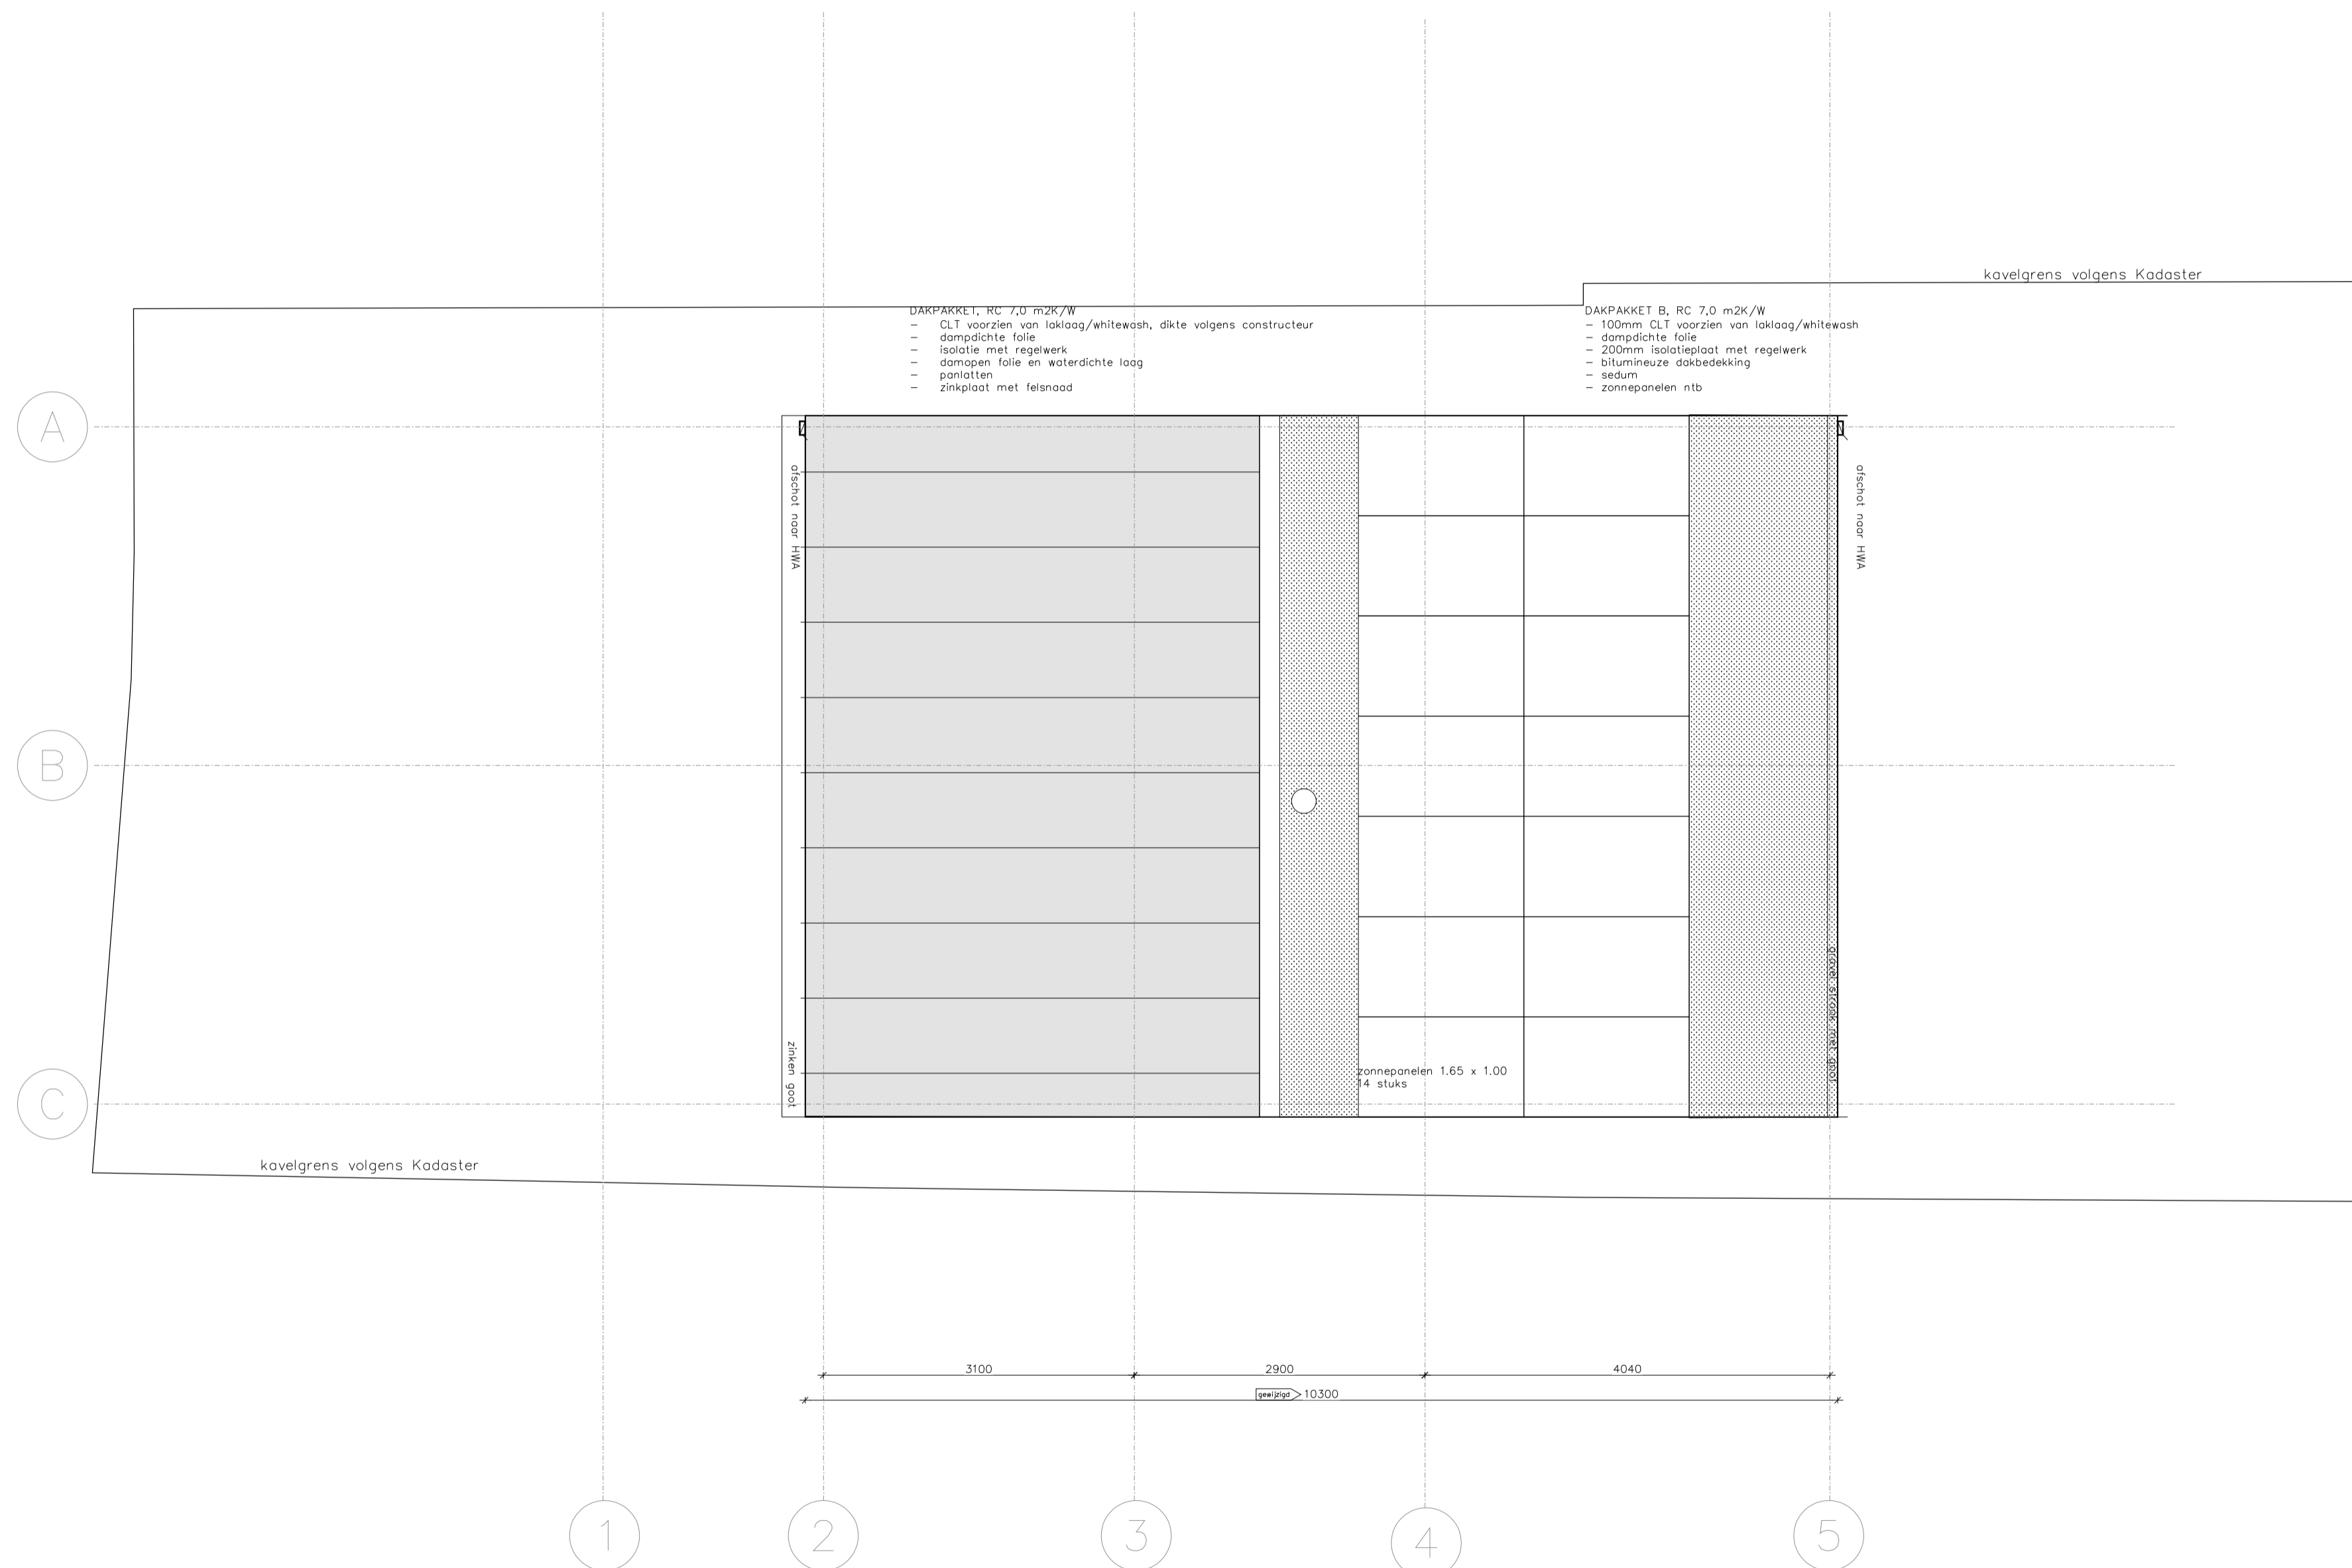 kavelgrens volgens Kadaster
DAKPAKKET, RC 7,0 m2K/W
- CLT voorzien van laklaag/whitewash, dikte volgens constructeur
- dampdichte folie
- isolatie met regelwerk
- damopen folie en waterdichte laag
- panlatten
- zinkplaat met felsnaad
DAKPAKKET B, RC 7,0 m2K/W
- 100mm CLT voorzien van laklaag/whitewash
- dampdichte folie
- 200mm isolatieplaat met regelwerk
- bitumineuze dakbedekking
- sedum
- zonnepanelen ntb
A
afschot naar HWA
afschot naar HWA
B
gravel strook met goot
zinken goot
zonnepanelen 1.65 x 1.00
14 stuks
C
kavelgrens volgens Kadaster
3100
2900
4040
gewijzigd
10300
1
2
3
4
5